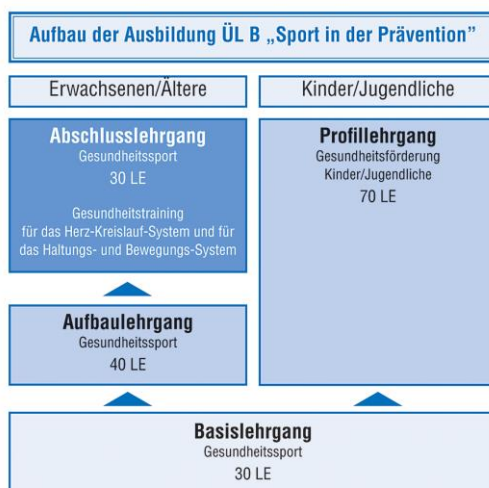 Aufbau der Ausbildung ÜL B „Sport in der Prävention”
Erwachsenen/Ältere
Kinder/Jugendliche
Abschlusslehrgang
Gesundheitssport
30 LE
Gesundheitstraining
für das Herz-Kreislauf-System und für
das Haltungs- und Bewegungs-System
Profillehrgang
Gesundheitsförderung
Kinder/Jugendliche
70 LE
Aufbaulehrgang
Gesundheitssport
40 LE
Basislehrgang
Gesundheitssport
30 LE